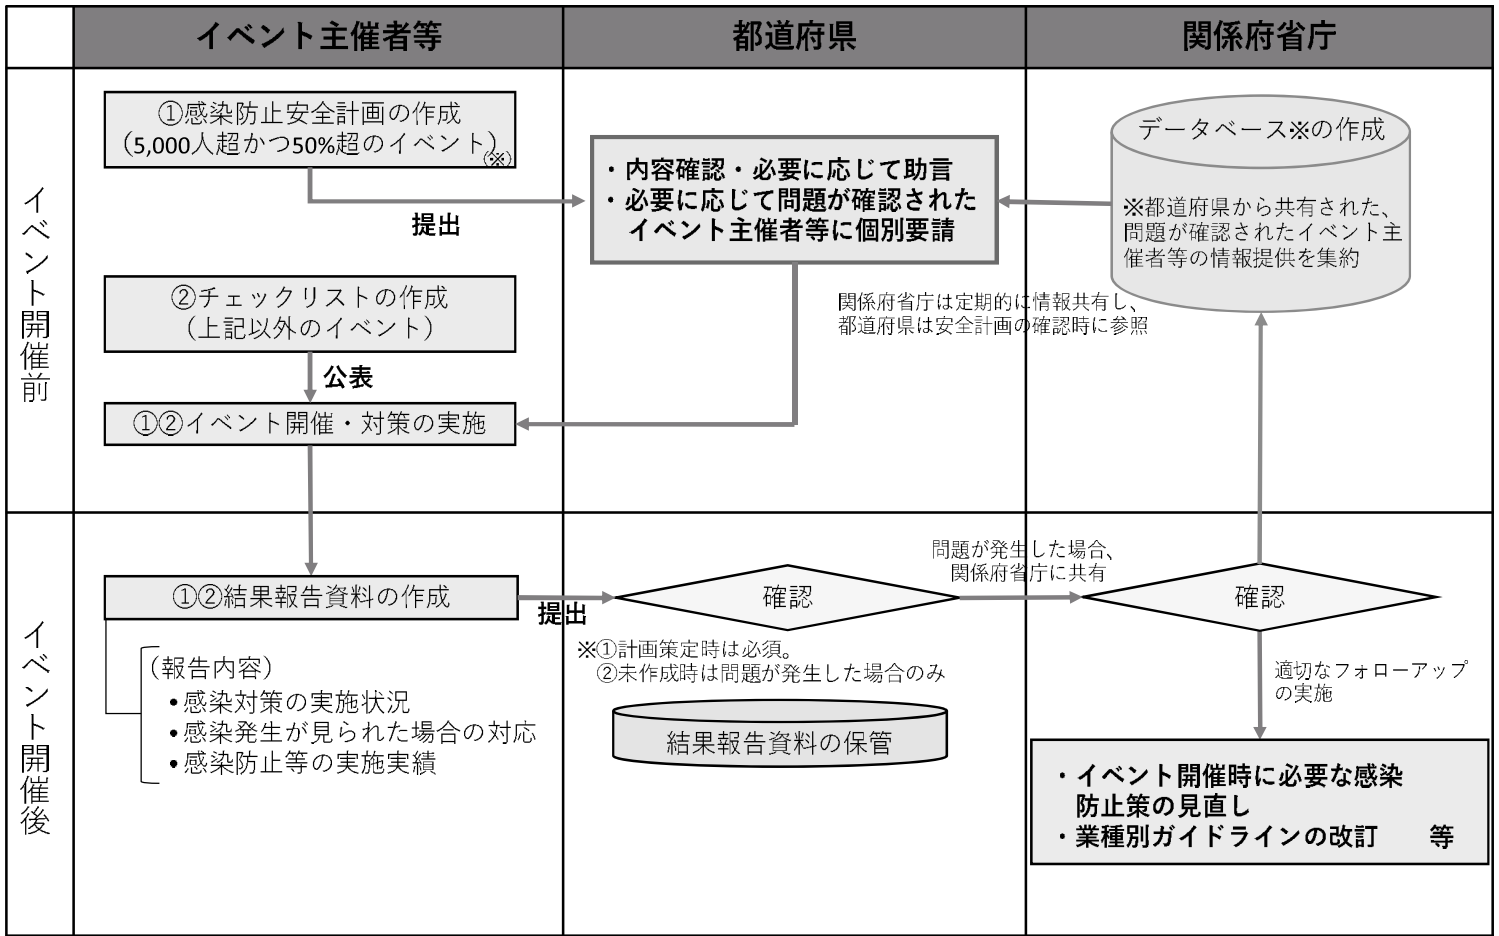 イベント主催者等
都道府県
関係府省庁
イベント開催前
①感染防止安全計画の作成
（5,000人超かつ50%超のイベント）
（※）
提出
・内容確認・必要に応じて助言
・必要に応じて問題が確認された
イベント主催者等に個別要請
データベース※の作成
※都道府県から共有された、
問題が確認されたイベント主
催者等の情報提供を集約
②チェックリストの作成
（上記以外のイベント）
公表
関係府省庁は定期的に情報共有し、
都道府県は安全計画の確認時に参照
①②イベント開催・対策の実施
イベント開催後
①②結果報告資料の作成
提出
確認
問題が発生した場合、
関係府省庁に共有
確認
（報告内容）
•感染対策の実施状況
•感染発生が見られた場合の対応
•感染防止等の実施実績
※①計画策定時は必須。
②未作成時は問題が発生した場合のみ
結果報告資料の保管
適切なフォローアップ
の実施
・イベント開催時に必要な感染
防止策の見直し
・業種別ガイドラインの改訂　　等